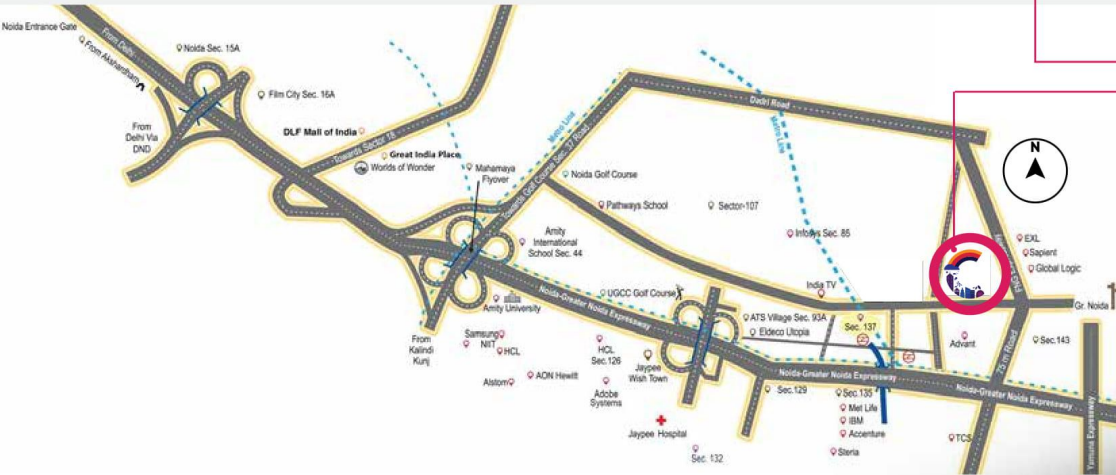 Noida Entrance Gate
From Delhi
From Akshardham
Noida Sec. 15A
Film City Sec. 16A
From
Delhi Via
DND
DLF Mall of India
Towards Sector 18
Great India Place
Worlds of Wonder
Mahamaya
Flyover
Metro Line
Towards Golf Course Sec. 37 Road
Dadri Road
Metro Line
Noida Golf Course
Pathways School
Sector-107
Infosys Sec. 85
N
EXL
Sapient
Global Logic
Gr. Noida
Amity
International
School Sec. 44
India TV
UGCC Golf Course
Noida-Greater Noida Expressway
Amity University
ATS Village Sec. 93A
Eldeco Utopia
Sec. 137
Advant
75 m Road
Sec.143
From
Kalindi
Kunj
Samsung
NIIT
HCL
HCL
Sec.126
Jaypee
Wish Town
Alstom
AON Hewitt
Adobe
Systems
Noida-Greater Noida Expressway
Noida-Greater Noida Expressway
Sec.129
Sec.135
Met Life
IBM
Accenture
Steria
TCS
Jaypee Hospital
Sec. 132
Yamuna Expressway